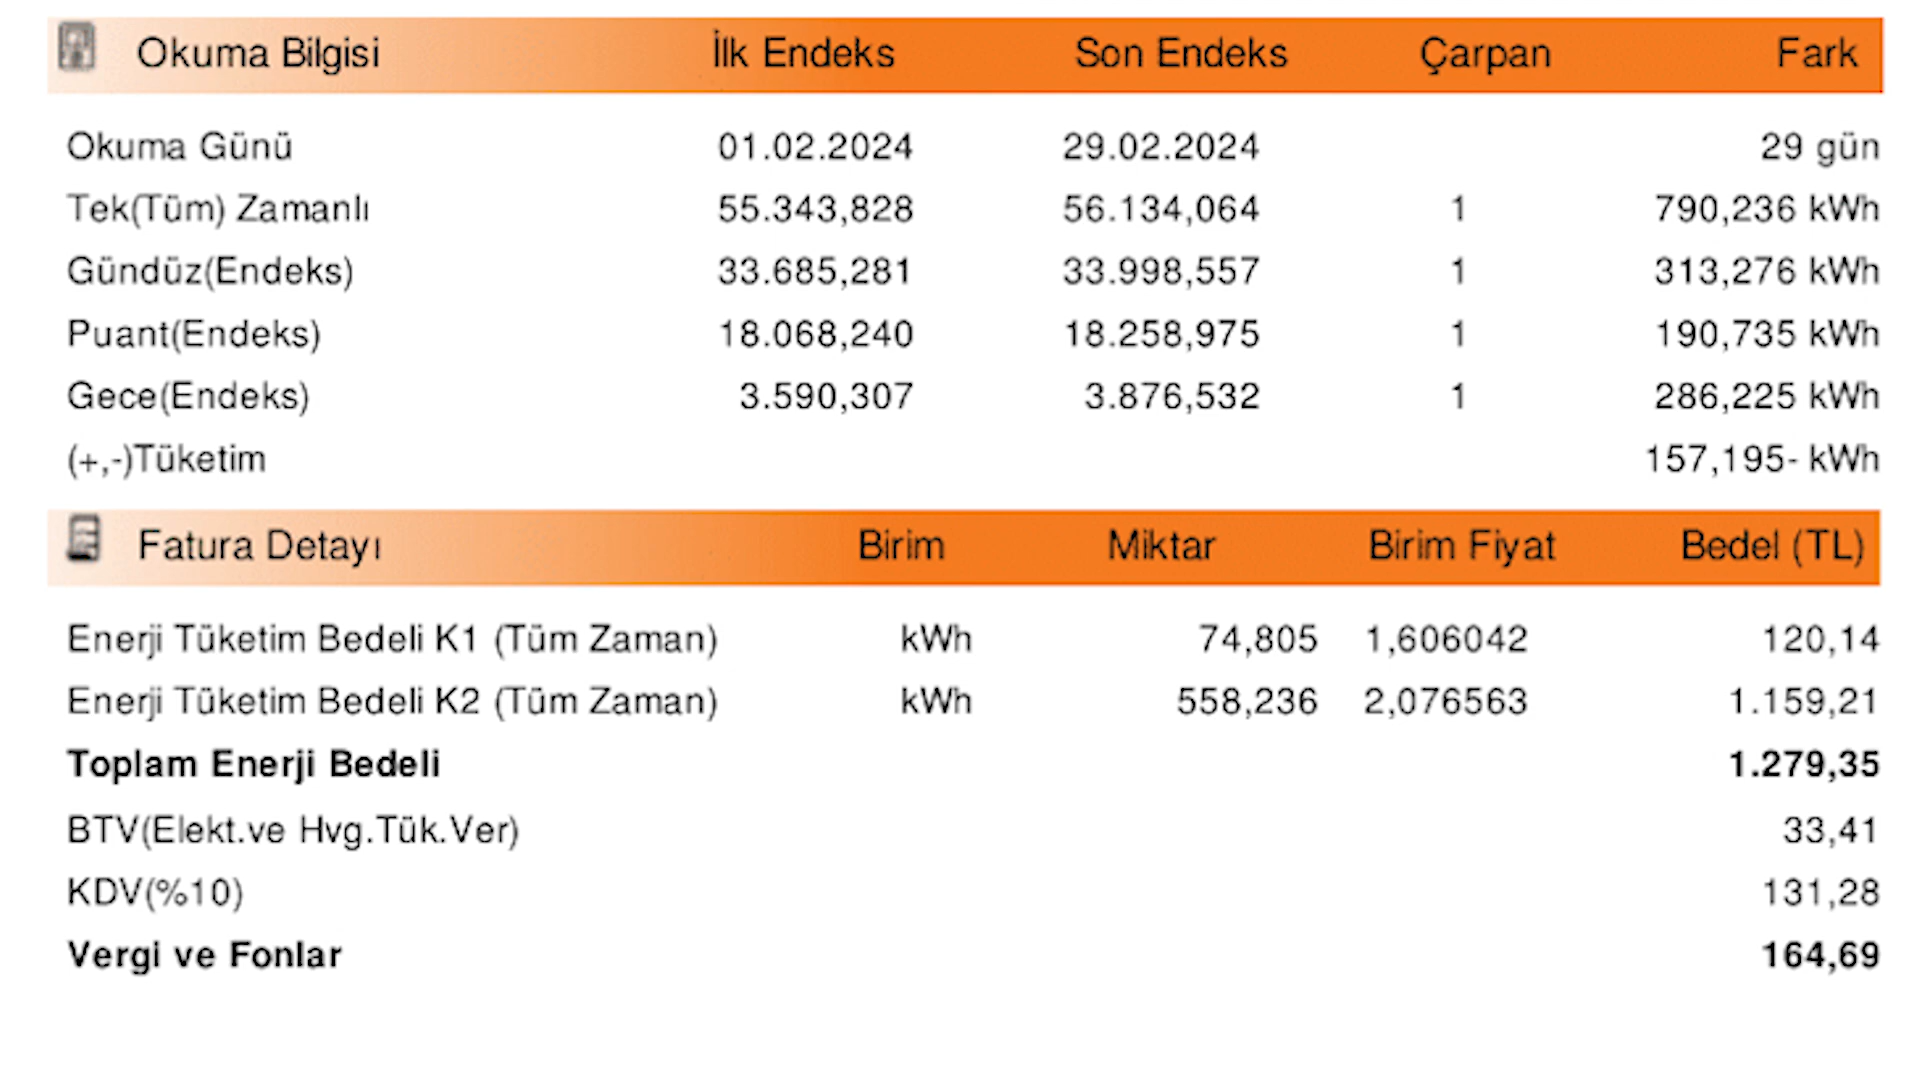 Okuma Bilgisi İlk Endeks Son Endeks Çarpan Fark
Okuma Günü 01.02.2024 29.02.2024 29 gün
Tek(Tüm) Zamanlı 55.343,828 56.134,064 1 790,236 kWh
Gündüz(Endeks) 33.685,281 33.998,557 1 313,276 kWh
Puant(Endeks) 18.068,240 18.258,975 1 190,735 kWh
Gece(Endeks) 3.590,307 3.876,532 1 286,225 kWh
(+,-)Tüketim 157,195- kWh
Fatura Detayı Birim Miktar Birim Fiyat Bedel (TL)
Enerji Tüketim Bedeli K1 (Tüm Zaman) kWh 74,805 1,606042 120,14
Enerji Tüketim Bedeli K2 (Tüm Zaman) kWh 558,236 2,076563 1.159,21
Toplam Enerji Bedeli 1.279,35
BTV(Elekt.ve Hvg.Tük.Ver) 33,41
KDV(%10) 131,28
Vergi ve Fonlar 164,69